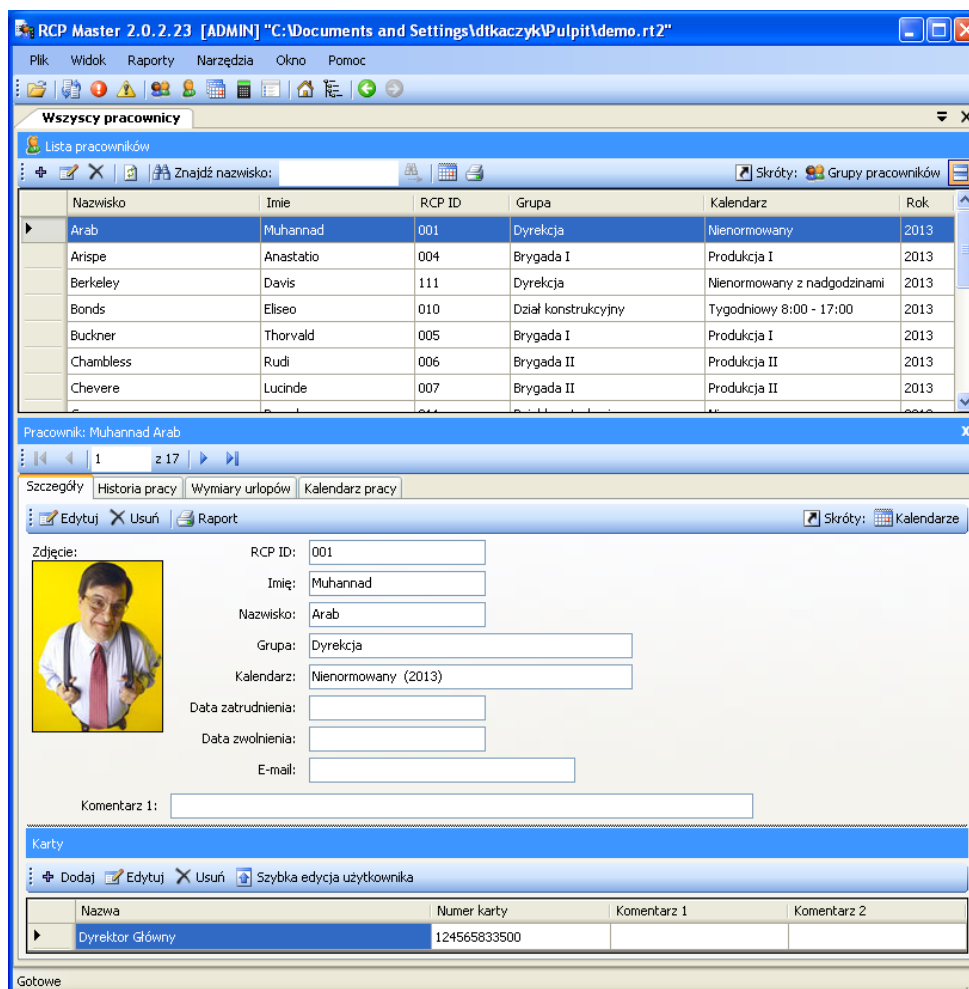 RCP Master 2.0.2.23 [ADMIN] "C:\Documents and Settings\dtkaczyk\Pulpit\demo.rt2"
Plik Widok Raporty Narzędzia Okno Pomoc
Wszyscy pracownicy
Lista pracowników
Znajdź nazwisko: Skróty: Grupy pracowników
Nazwisko Imie RCP ID Grupa Kalendarz Rok
Arab Muhannad 001 Dyrekcja Nienormowany 2013
Arispe Anastatio 004 Brygada I Produkcja I 2013
Berkeley Davis 111 Dyrekcja Nienormowany z nadgodzinami 2013
Bonds Eliseo 010 Dział konstrukcyjny Tygodniowy 8:00 - 17:00 2013
Buckner Thorvald 005 Brygada I Produkcja I 2013
Chambless Rudi 006 Brygada II Produkcja II 2013
Chevere Lucinde 007 Brygada II Produkcja II 2013
Pracownik: Muhannad Arab
1 z 17
Szczegóły Historia pracy Wymiary urlopów Kalendarz pracy
Edytuj Usuń Raport Skróty: Kalendarze
Zdjęcie:
RCP ID: 001
Imię: Muhannad
Nazwisko: Arab
Grupa: Dyrekcja
Kalendarz: Nienormowany (2013)
Data zatrudnienia:
Data zwolnienia:
E-mail:
Komentarz 1:
Karty
Dodaj Edytuj Usuń Szybka edycja użytkownika
Nazwa Numer karty Komentarz 1 Komentarz 2
Dyrektor Główny 124565833500
Gotowe